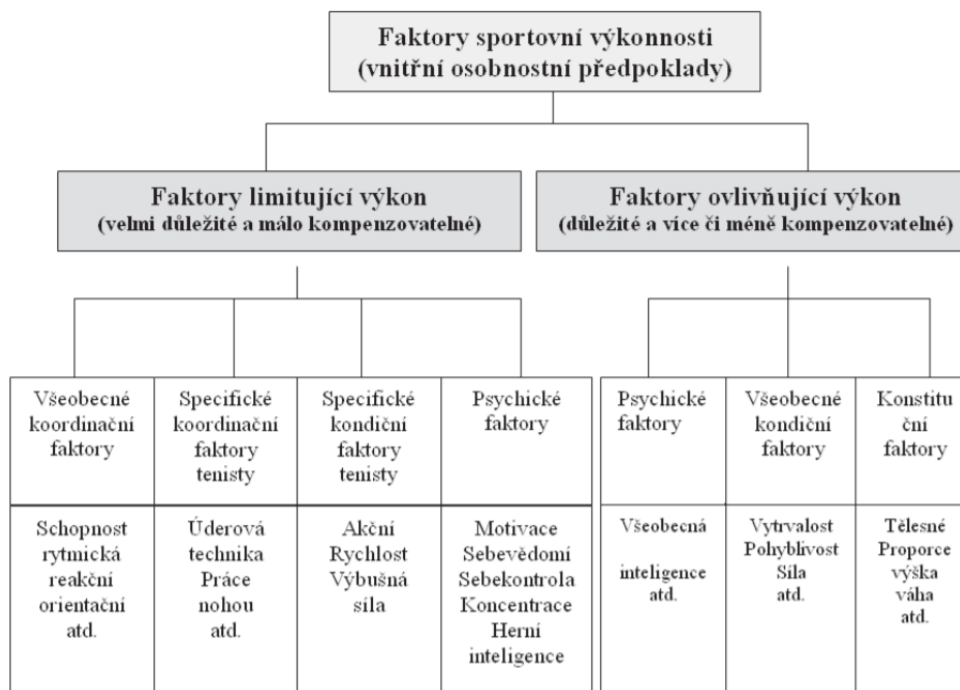 Faktory sportovní výkonnosti
(vnitřní osobnostní předpoklady)
Faktory limitující výkon
(velmi důležité a málo kompenzovatelné)
Faktory ovlivňující výkon
(důležité a více či méně kompenzovatelné)
Všeobecné
koordinační
faktory
Specifické
koordinační
faktory
tenisty
Specifické
kondiční
faktory
tenisty
Psychické
faktory
Psychické
faktory
Všeobecné
kondiční
faktory
Konstitu
ční
faktory
Schopnost
rytmická
reakční
orientační
atd.
Úderová
technika
Práce
nohou
atd.
Akční
Rychlost
Výbušná
síla
Motivace
Sebevědomí
Sebekontrola
Koncentrace
Herní
inteligence
Všeobecná
inteligence
atd.
Vytrvalost
Pohyblivost
Síla
atd.
Tělesné
Proporce
výška
váha
atd.